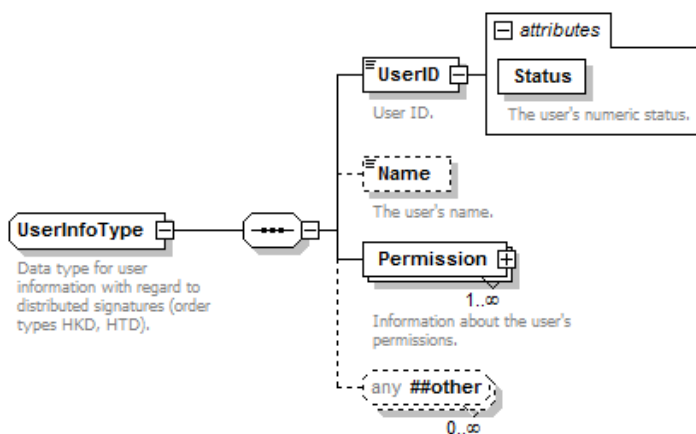 attributes
UserID
Status
User ID.
The user's numeric status.
Name
The user's name.
UserInfoType
Data type for user
information with regard to
distributed signatures (order
types HKD, HTD).
Permission
1..∞
Information about the user's
permissions.
any ##other
0..∞